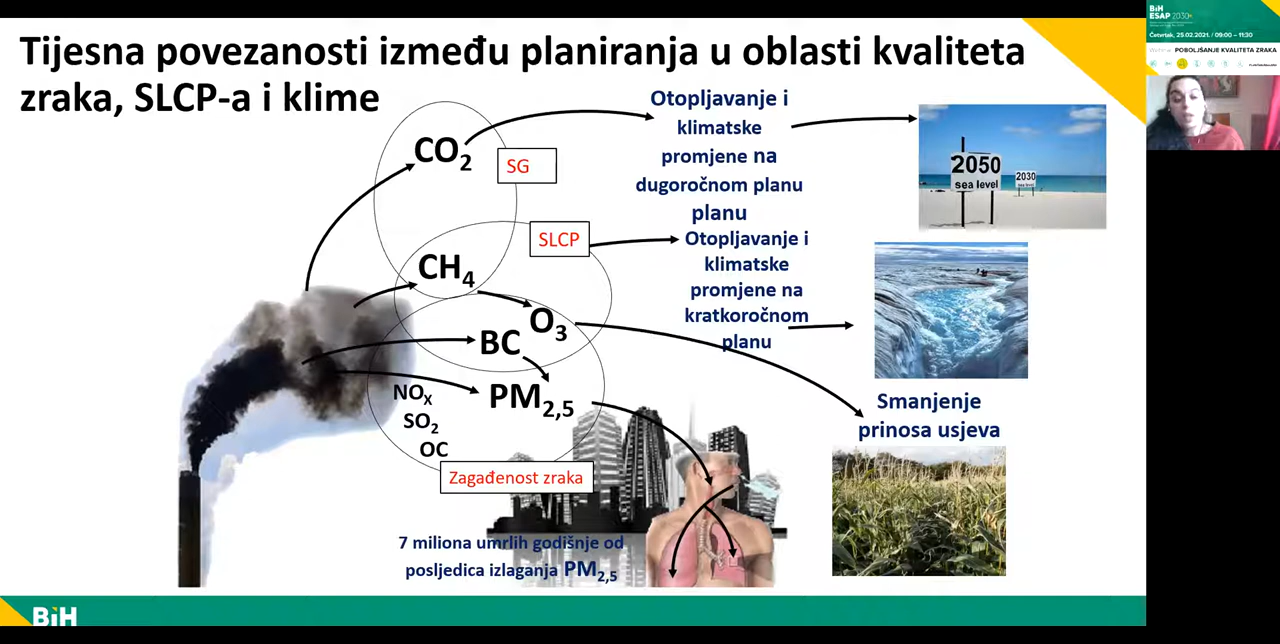 Tijesna povezanosti između planiranja u oblasti kvaliteta
zraka, SLCP-a i klime
CO2
SG
Otopljavanje i
klimatske
promjene na
dugoročnom planu
planu
2050
sea level
2030
sea level
SLCP
Otopljavanje i
klimatske
promjene na
kratkoročnom
planu
CH4
O3
BC
NOX
PM2,5
SO2
OC
Zagađenost zraka
Smanjenje
prinosa usjeva
7 miliona umrlih godišnje od
posljedica izlaganja PM2,5
BiH
BiH
ESAP 2030+
Četvrtak, 25.02.2021. / 09:00 – 11:30
POBOLJŠANJE KVALITETA ZRAKA